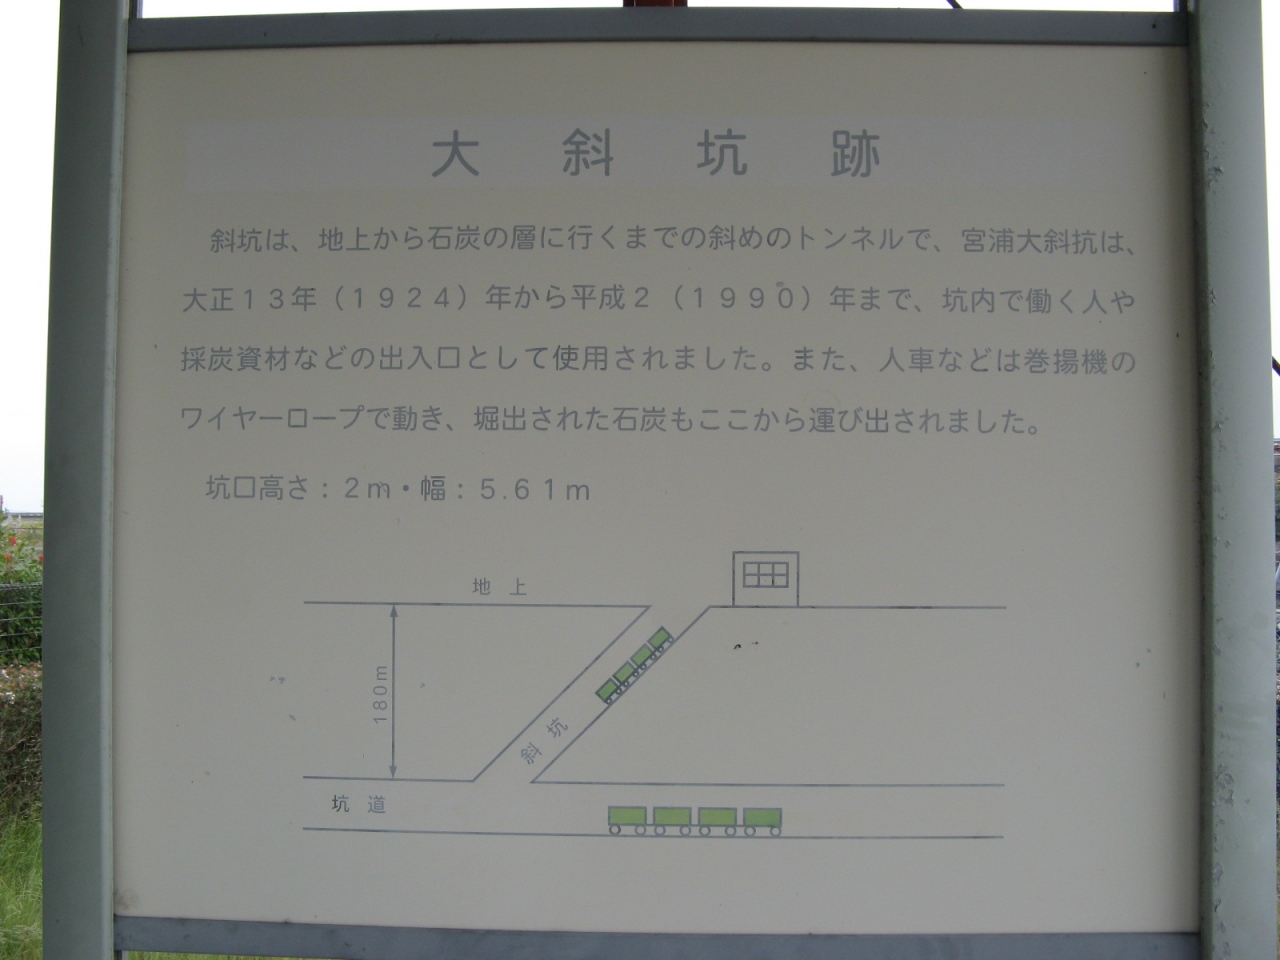 大斜坑跡
斜坑は、地上から石炭の層に行くまでの斜めのトンネルで、宮浦大斜抗は、
大正１３年（１９２４）年から平成２（１９９０）年まで、坑内で働く人や
採炭資材などの出入口として使用されました。また、人車などは巻揚機の
ワイヤーロープで動き、堀出された石炭もここから運び出されました。
坑口高さ：２ｍ・幅：５.６１ｍ
地上
180m
斜坑
坑道